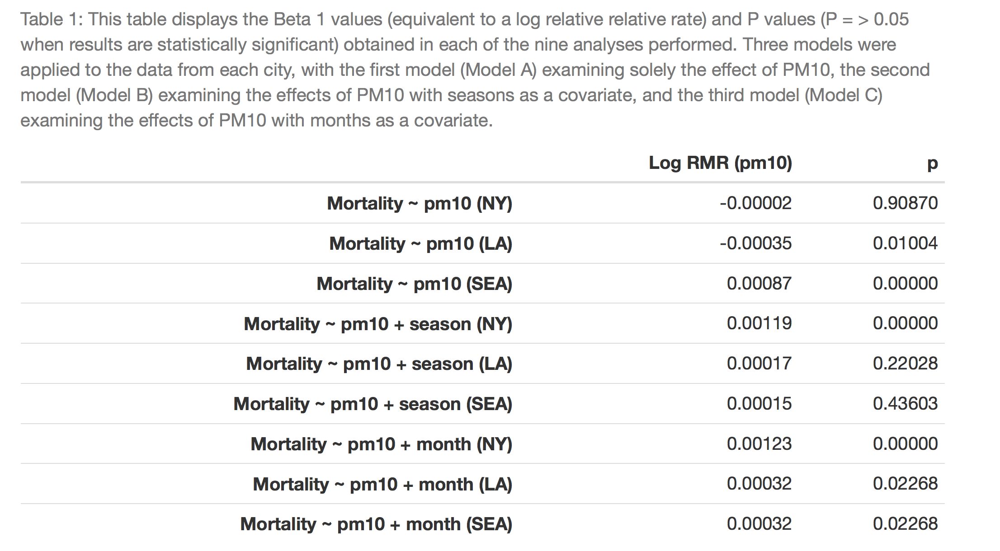 Table 1: This table displays the Beta 1 values (equivalent to a log relative relative rate) and P values (P = > 0.05
when results are statistically significant) obtained in each of the nine analyses performed. Three models were
applied to the data from each city, with the first model (Model A) examining solely the effect of PM10, the second
model (Model B) examining the effects of PM10 with seasons as a covariate, and the third model (Model C)
examining the effects of PM10 with months as a covariate.
Log RMR (pm10) p
Mortality ~ pm10 (NY) -0.00002 0.90870
Mortality ~ pm10 (LA) -0.00035 0.01004
Mortality ~ pm10 (SEA) 0.00087 0.00000
Mortality ~ pm10 + season (NY) 0.00119 0.00000
Mortality ~ pm10 + season (LA) 0.00017 0.22028
Mortality ~ pm10 + season (SEA) 0.00015 0.43603
Mortality ~ pm10 + month (NY) 0.00123 0.00000
Mortality ~ pm10 + month (LA) 0.00032 0.02268
Mortality ~ pm10 + month (SEA) 0.00032 0.02268